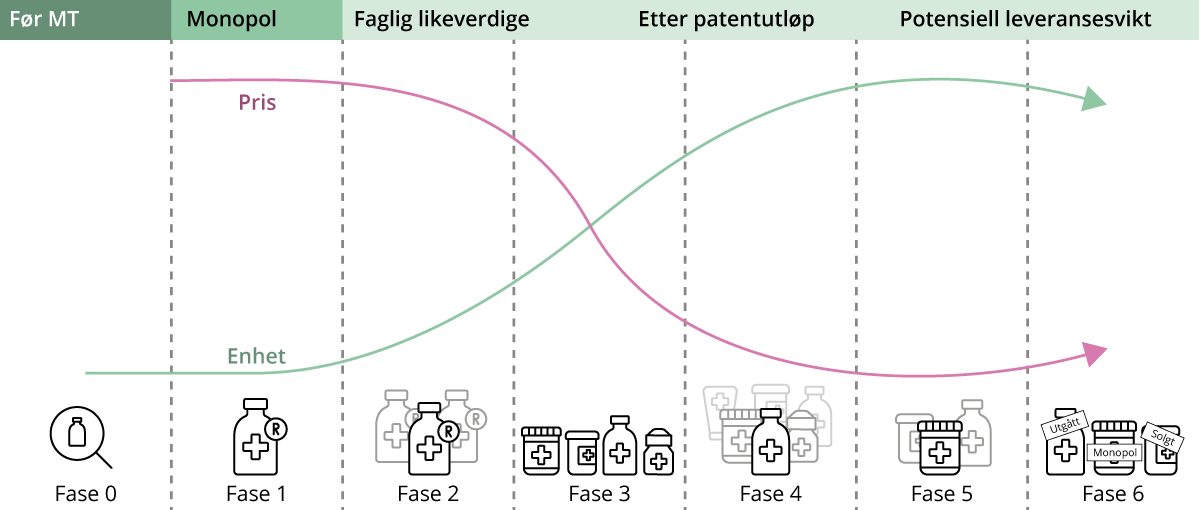 Før MT
Monopol
Faglig likeverdige
Etter patentutløp
Potensiell leveransesvikt
Pris
Enhet
R
R
R
R
Utgått
Monopol
Solgt
Fase 0
Fase 1
Fase 2
Fase 3
Fase 4
Fase 5
Fase 6